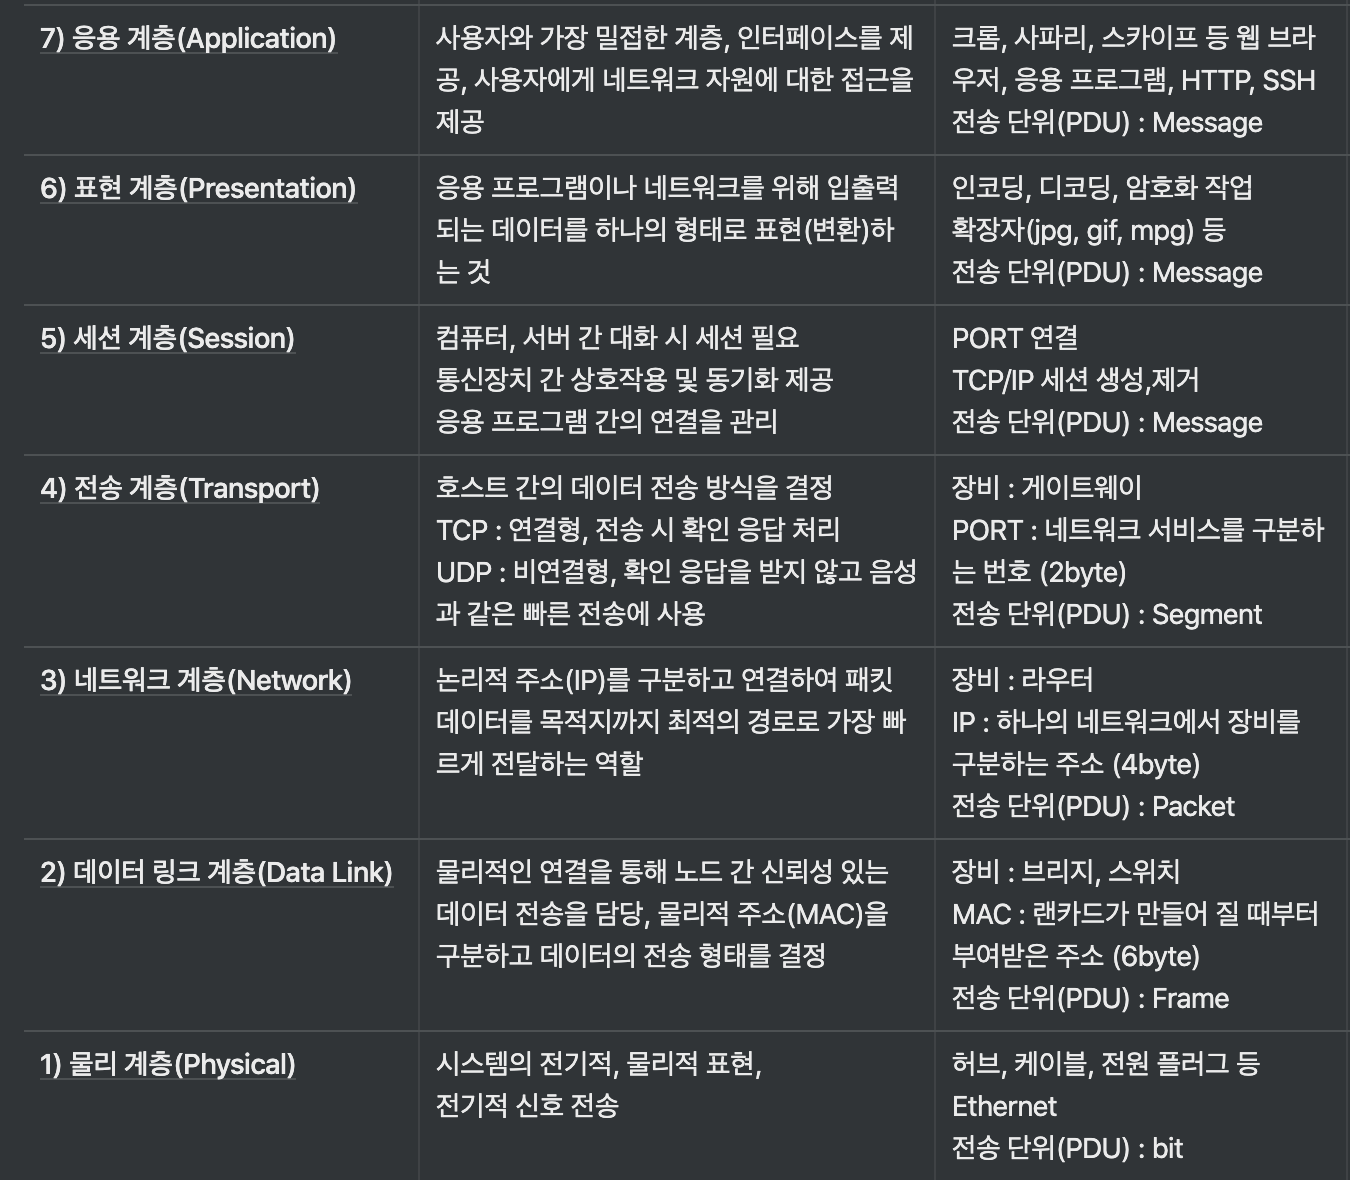 7) 응용 계층(Application)
사용자와 가장 밀접한 계층, 인터페이스를 제
공, 사용자에게 네트워크 자원에 대한 접근을
제공
크롬, 사파리, 스카이프 등 웹 브라
우저, 응용 프로그램, HTTP, SSH
전송 단위(PDU) : Message
6) 표현 계층(Presentation)
응용 프로그램이나 네트워크를 위해 입출력
되는 데이터를 하나의 형태로 표현(변환)하
는 것
인코딩, 디코딩, 암호화 작업
확장자(jpg, gif, mpg) 등
전송 단위(PDU) : Message
5) 세션 계층(Session)
컴퓨터, 서버 간 대화 시 세션 필요
통신장치 간 상호작용 및 동기화 제공
응용 프로그램 간의 연결을 관리
PORT 연결
TCP/IP 세션 생성,제거
전송 단위(PDU) : Message
4) 전송 계층(Transport)
호스트 간의 데이터 전송 방식을 결정
TCP : 연결형, 전송 시 확인 응답 처리
UDP : 비연결형, 확인 응답을 받지 않고 음성
과 같은 빠른 전송에 사용
장비 : 게이트웨이
PORT : 네트워크 서비스를 구분하
는 번호 (2byte)
전송 단위(PDU) : Segment
3) 네트워크 계층(Network)
논리적 주소(IP)를 구분하고 연결하여 패킷
데이터를 목적지까지 최적의 경로로 가장 빠
르게 전달하는 역할
장비 : 라우터
IP : 하나의 네트워크에서 장비를
구분하는 주소 (4byte)
전송 단위(PDU) : Packet
2) 데이터 링크 계층(Data Link)
물리적인 연결을 통해 노드 간 신뢰성 있는
데이터 전송을 담당, 물리적 주소(MAC)을
구분하고 데이터의 전송 형태를 결정
장비 : 브리지, 스위치
MAC : 랜카드가 만들어 질 때부터
부여받은 주소 (6byte)
전송 단위(PDU) : Frame
1) 물리 계층(Physical)
시스템의 전기적, 물리적 표현,
전기적 신호 전송
허브, 케이블, 전원 플러그 등
Ethernet
전송 단위(PDU) : bit